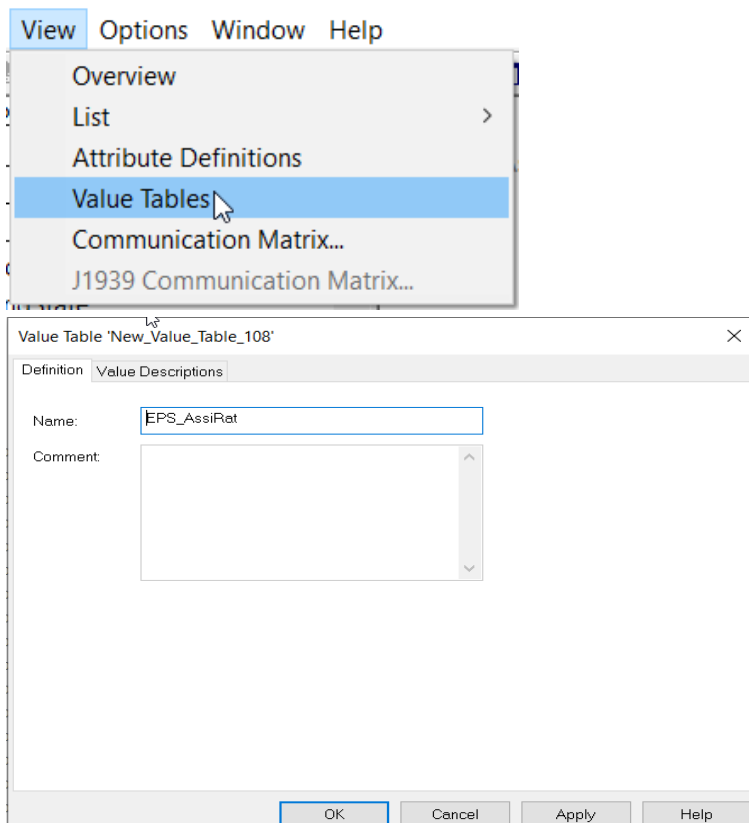 View Options Window Help
Overview
List
Attribute Definitions
Value Tables
Communication Matrix...
J1939 Communication Matrix...
Value Table 'New_Value_Table_108'
Definition Value Descriptions
Name: EPS_AssiRat
Comment:
OK Cancel Apply Help